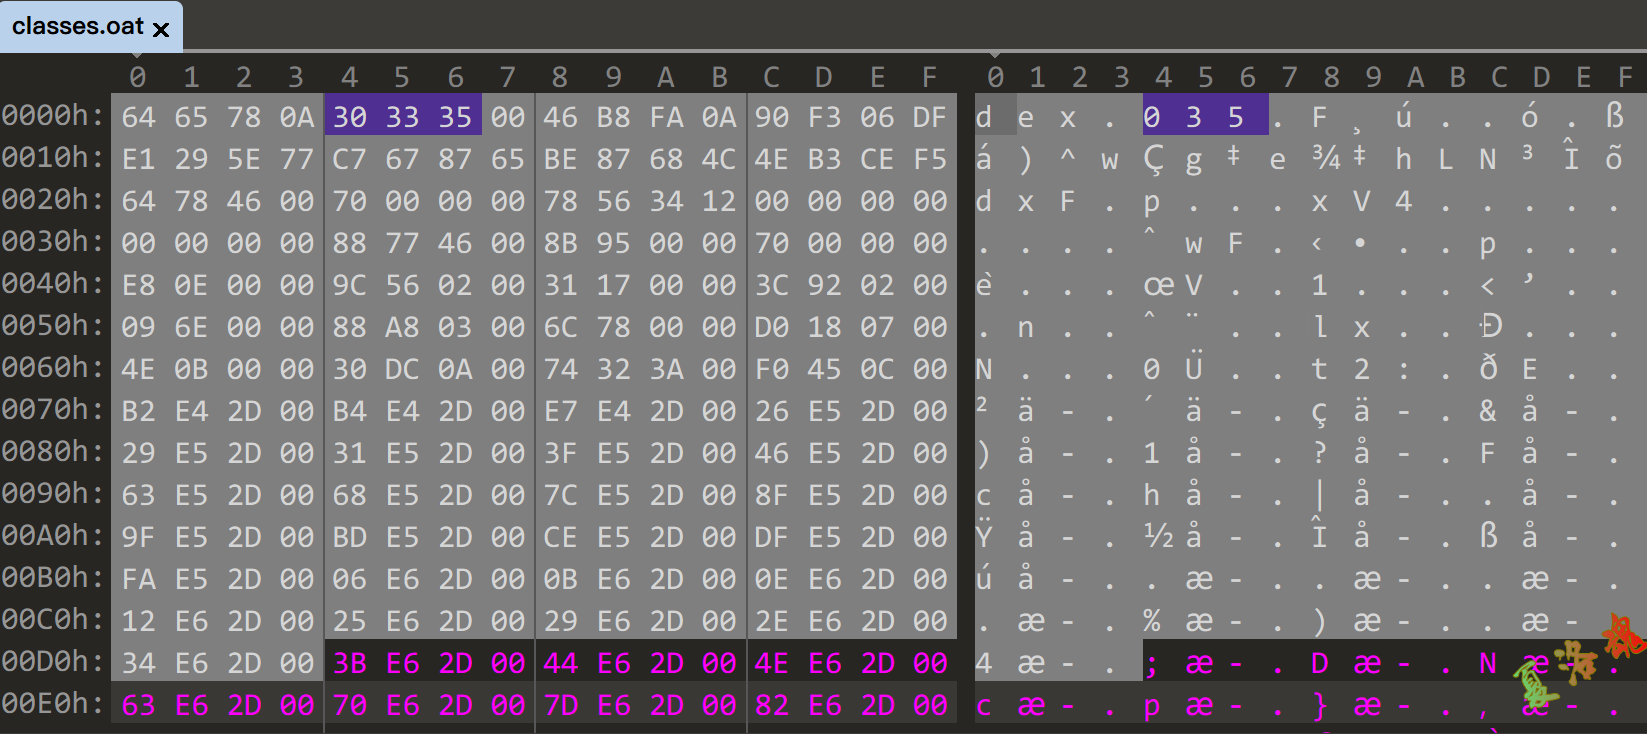 classes.oat x
0 1 2 3 4 5 6 7 8 9 A B C D E F 0 1 2 3 4 5 6 7 8 9 A B C D E F
0000h: 64 65 78 0A 30 33 35 00 46 B8 FA 0A 90 F3 06 DF d e x . 0 3 5 . F ¸ ú . . ó . ß
0010h: E1 29 5E 77 C7 67 87 65 BE 87 68 4C 4E B3 CE F5 á ) ^ w Ç g ‡ e ¾ ‡ h L N ³ Î õ
0020h: 64 78 46 00 70 00 00 00 78 56 34 12 00 00 00 00 d x F . p . . . x V 4 . . . . .
0030h: 00 00 00 00 88 77 46 00 8B 95 00 00 70 00 00 00 . . . . ˆ w F . ‹ • . . p . . .
0040h: E8 0E 00 00 9C 56 02 00 31 17 00 00 3C 92 02 00 è . . . œ V . . 1 . . . < ’ . .
0050h: 09 6E 00 00 88 A8 03 00 6C 78 00 00 D0 18 07 00 . n . . ˆ ¨ . . l x . . Ð . . .
0060h: 4E 0B 00 00 30 DC 0A 00 74 32 3A 00 F0 45 0C 00 N . . . 0 Ü . . t 2 : . ð E . .
0070h: B2 E4 2D 00 B4 E4 2D 00 E7 E4 2D 00 26 E5 2D 00 ² ä - . ´ ä - . ç ä - . & å - .
0080h: 29 E5 2D 00 31 E5 2D 00 3F E5 2D 00 46 E5 2D 00 ) å - . 1 å - . ? å - . F å - .
0090h: 63 E5 2D 00 68 E5 2D 00 7C E5 2D 00 8F E5 2D 00 c å - . h å - . | å - . . å - .
00A0h: 9F E5 2D 00 BD E5 2D 00 CE E5 2D 00 DF E5 2D 00 Ÿ å - . ½ å - . Î å - . ß å - .
00B0h: FA E5 2D 00 06 E6 2D 00 0B E6 2D 00 0E E6 2D 00 ú å - . . æ - . . æ - . . æ - .
00C0h: 12 E6 2D 00 25 E6 2D 00 29 E6 2D 00 2E E6 2D 00 . æ - . % æ - . ) æ - . . æ - .
00D0h: 34 E6 2D 00 3B E6 2D 00 44 E6 2D 00 4E E6 2D 00 4 æ - . ; æ - . D æ - . N æ - .
00E0h: 63 E6 2D 00 70 E6 2D 00 7D E6 2D 00 82 E6 2D 00 c æ - . p æ - . } æ - . ‚ æ - .